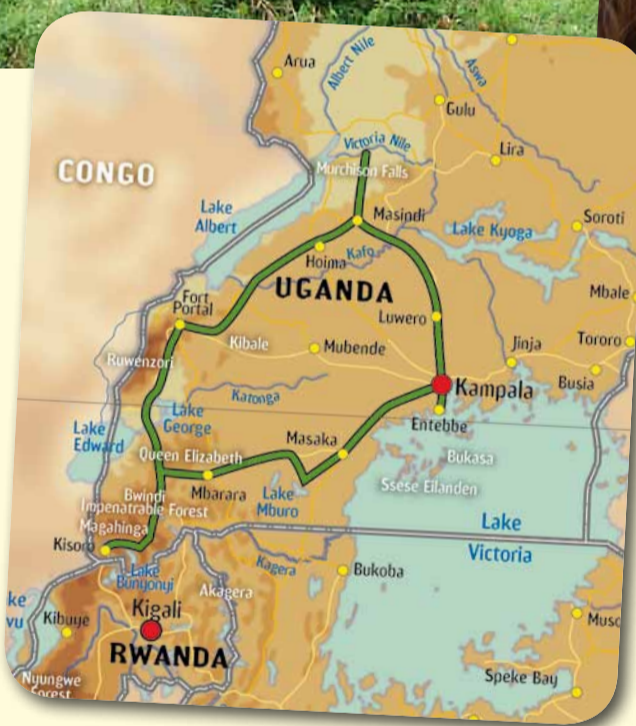 Arua
Albert Nile
Aswa
Gulu
Victoria Nile
Lira
CONGO
Murchison Falls
Lake
Albert
Masindi
Soroti
Lake Kyoga
Hoima
Kafo
UGANDA
Mbale
Fort
Portal
Luwero
Kibale
Mubende
Jinja
Tororo
Ruwenzori
Kampala
Busia
Katonga
Lake
George
Entebbe
Lake
Edward
Masaka
Queen Elizabeth
Bukasa
Mbarara
Lake
Mburo
Ssese Eilanden
Bwindi
Impenatrable Forest
Magahinga
Lake
Victoria
Kisoro
Lake
Bunyonyi
Kagera
Bukoba
Akagera
Kigali
Kibuye
RWANDA
Speke Bay
Nyungwe
Forest